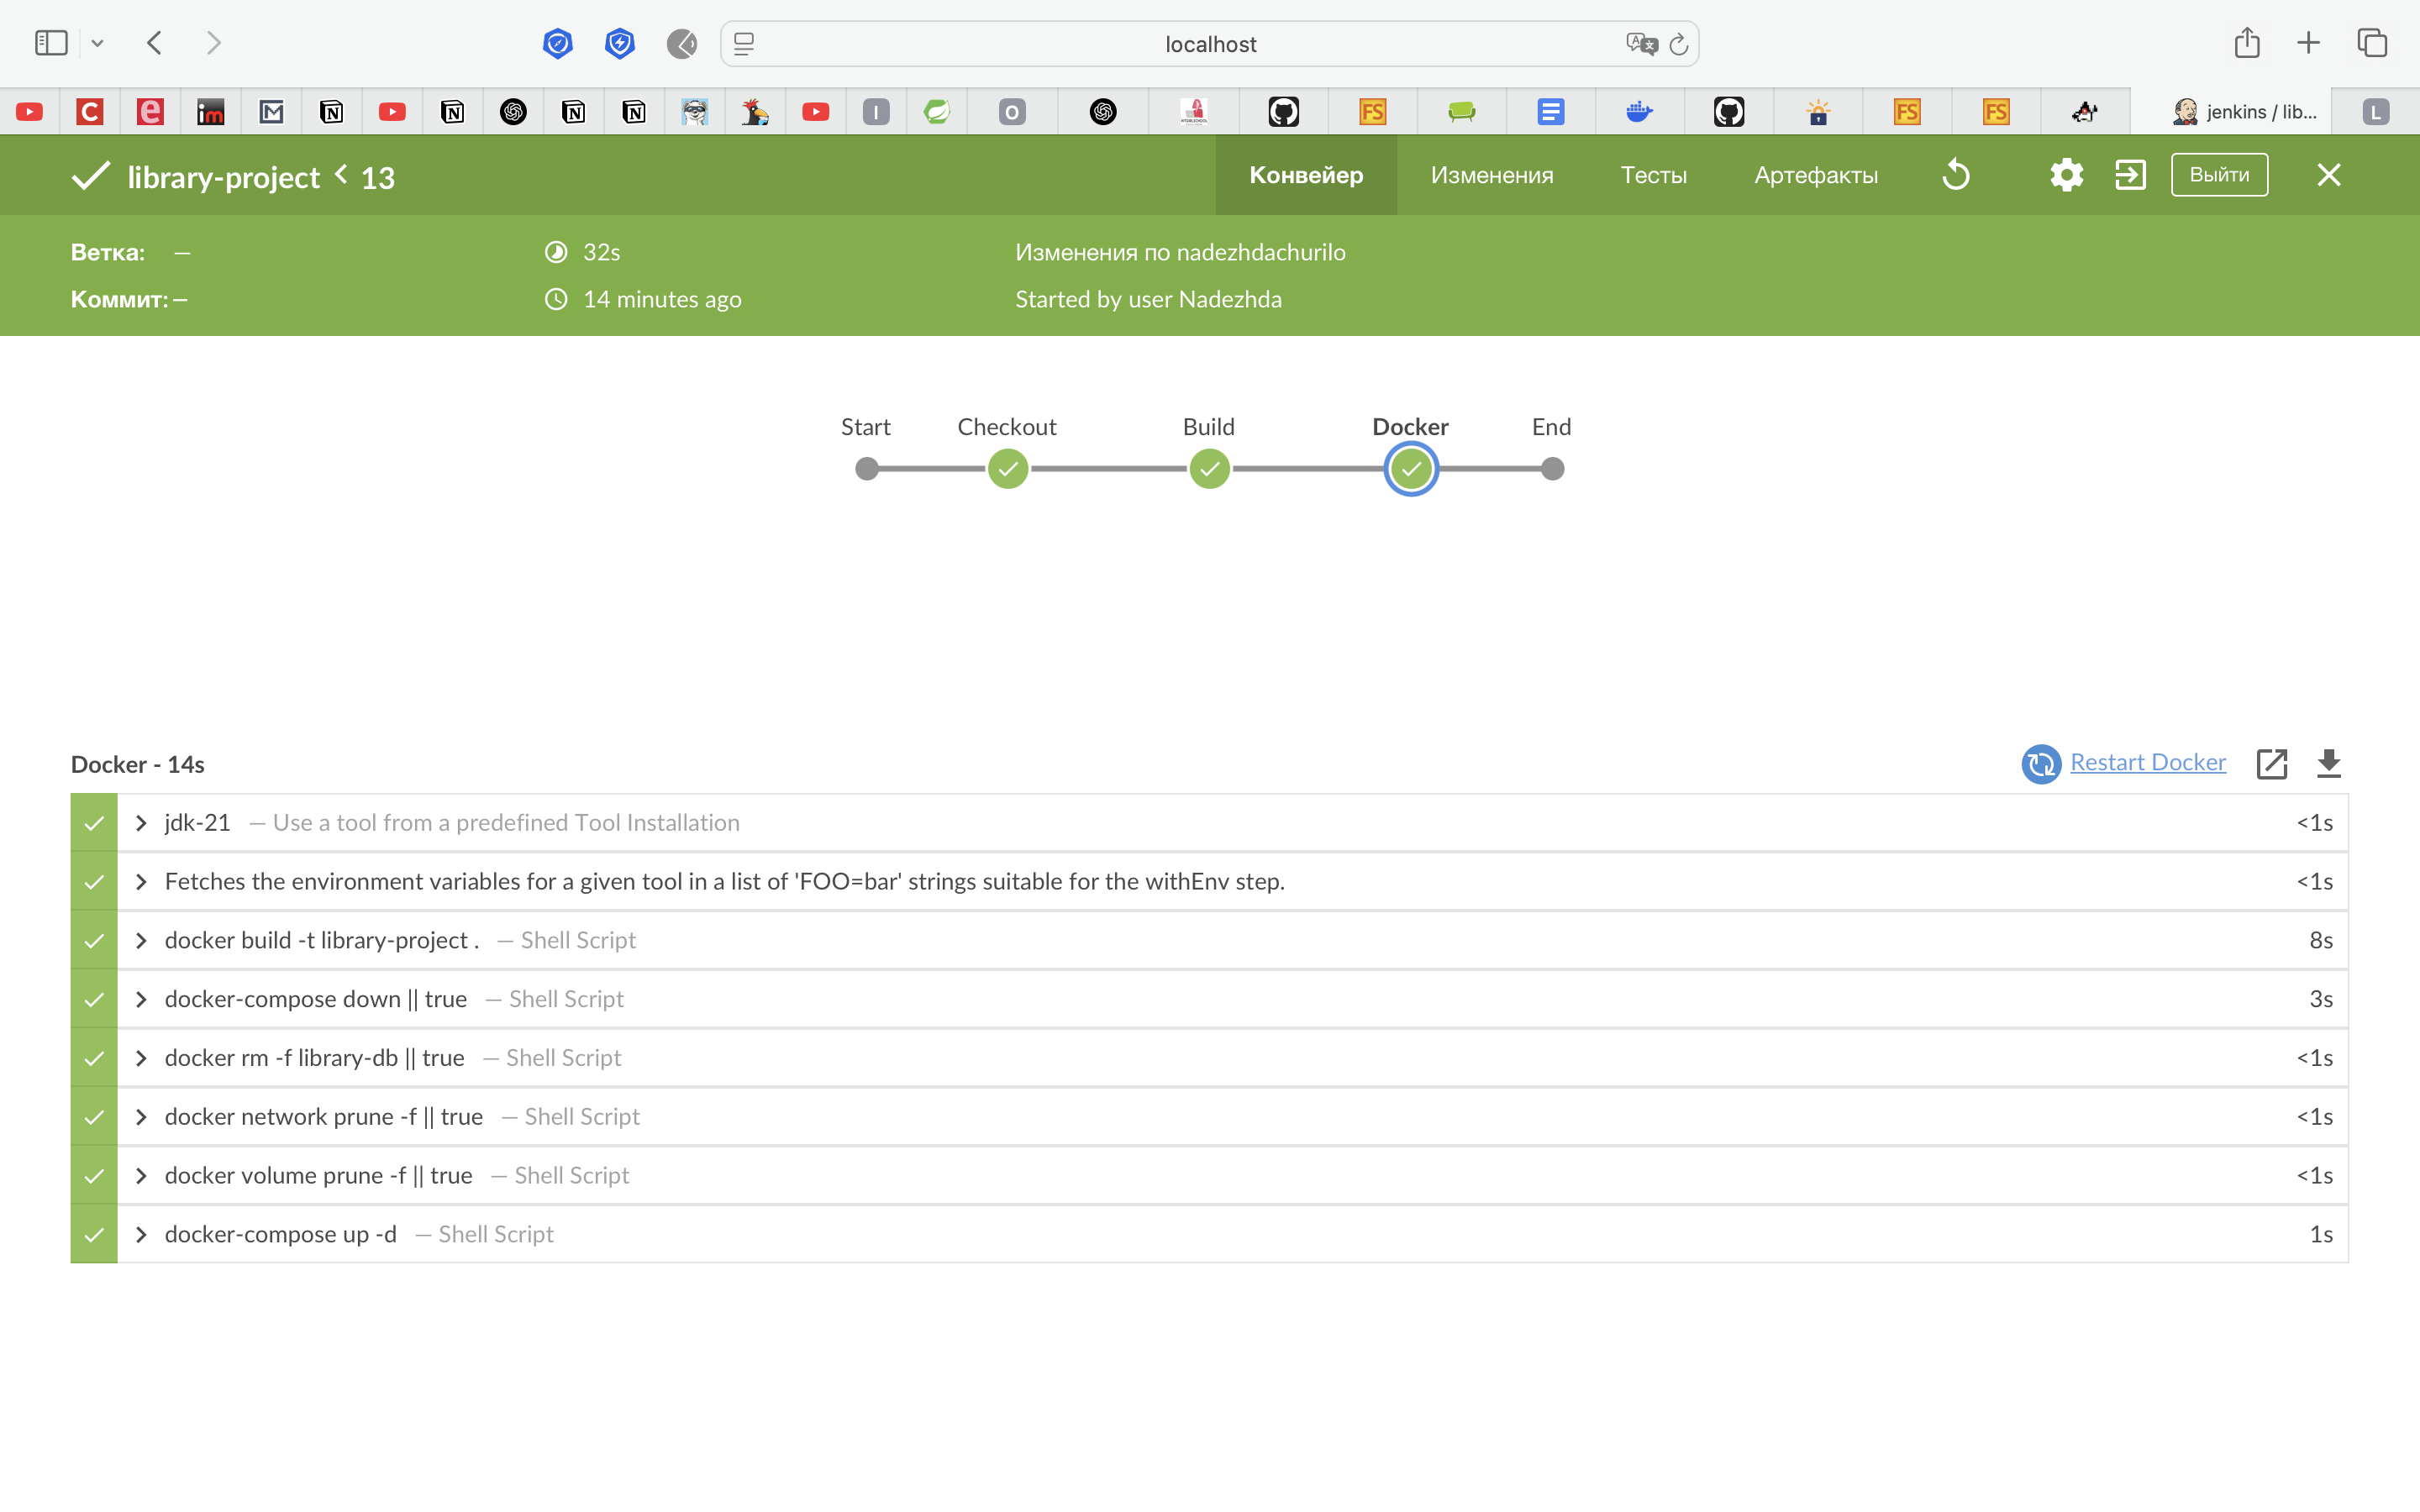 localhost
jenkins / lib...
library-project < 13
Конвейер Изменения Тесты Артефакты Выйти
Ветка: — 32s Изменения по nadezhdachurilo
Коммит: — 14 minutes ago Started by user Nadezhda
Start Checkout Build Docker End
Docker - 14s Restart Docker
jdk-21 — Use a tool from a predefined Tool Installation <1s
Fetches the environment variables for a given tool in a list of 'FOO=bar' strings suitable for the withEnv step. <1s
docker build -t library-project . — Shell Script 8s
docker-compose down || true — Shell Script 3s
docker rm -f library-db || true — Shell Script <1s
docker network prune -f || true — Shell Script <1s
docker volume prune -f || true — Shell Script <1s
docker-compose up -d — Shell Script 1s